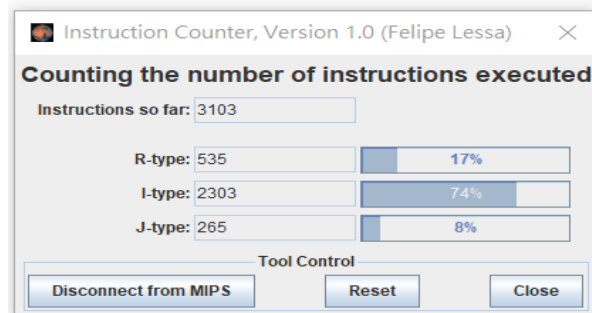 Instruction Counter, Version 1.0 (Felipe Lessa)
Counting the number of instructions executed
Instructions so far: 3103
R-type: 535 17%
I-type: 2303 74%
J-type: 265 8%
Tool Control
Disconnect from MIPS Reset Close